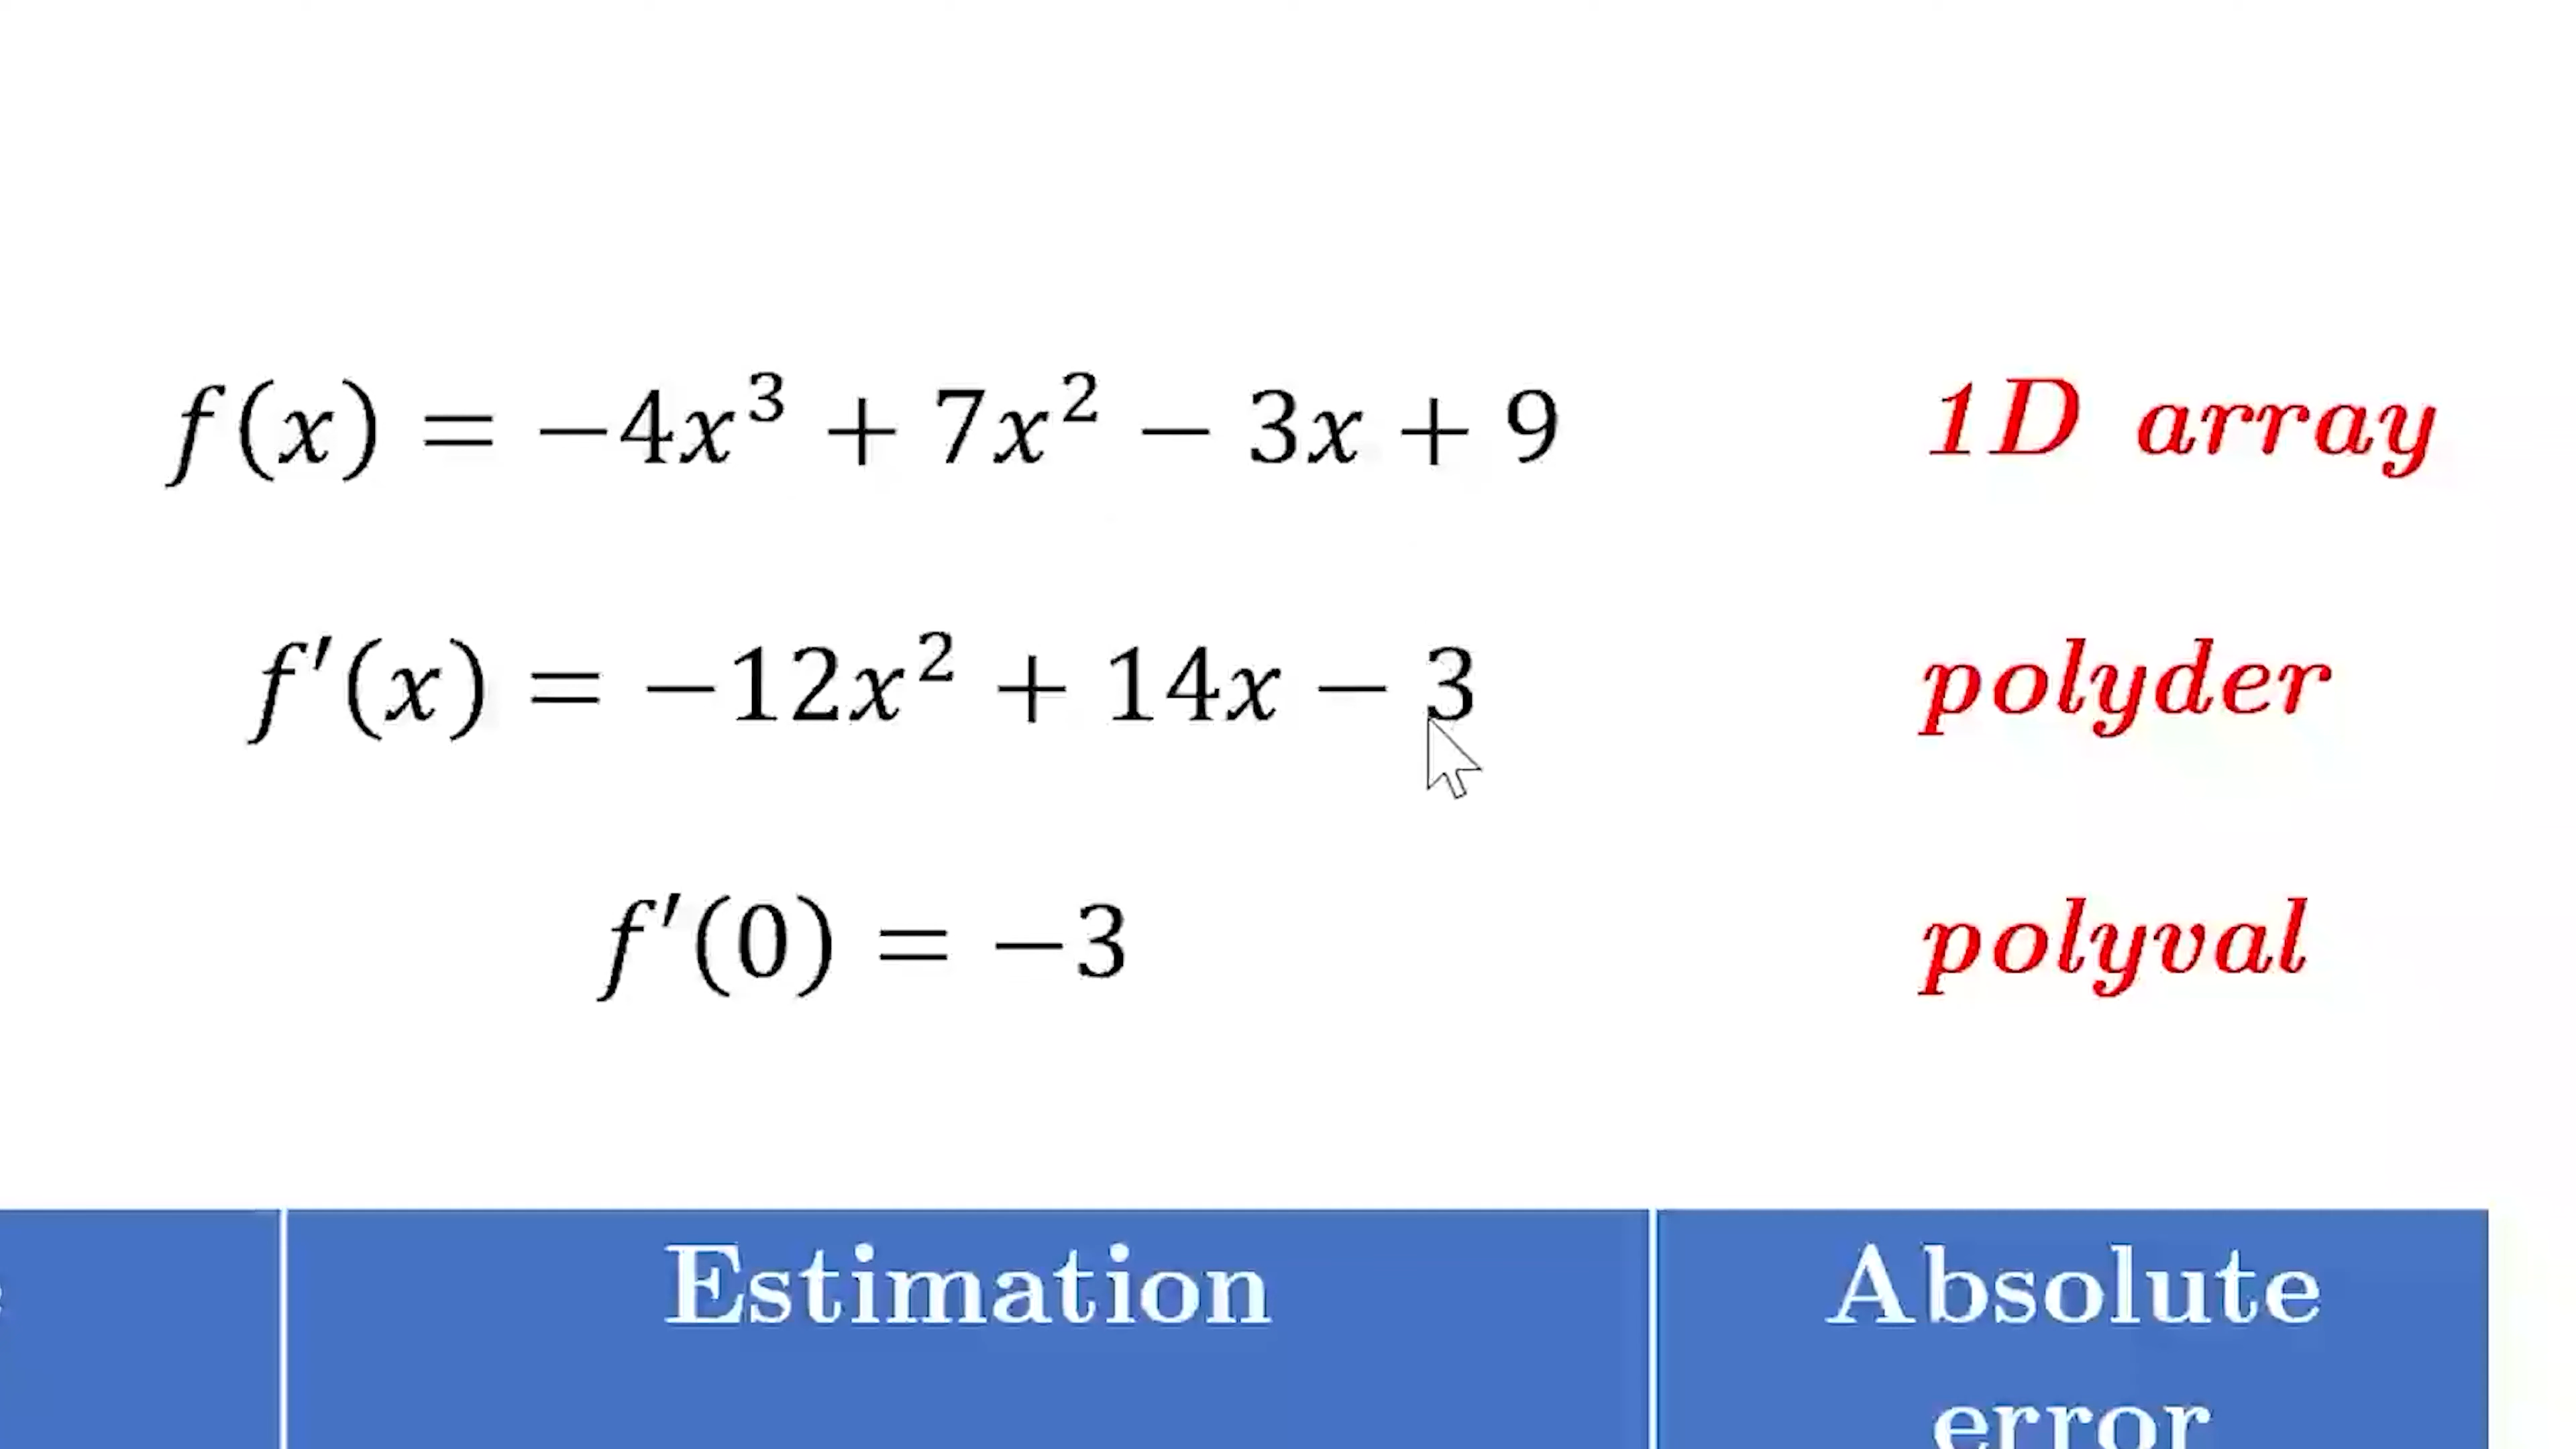 f(x) = −4x³ + 7x² − 3x + 9 1D array
f′(x) = −12x² + 14x − 3 polyder
f′(0) = −3 polyval
Estimation Absolute
error